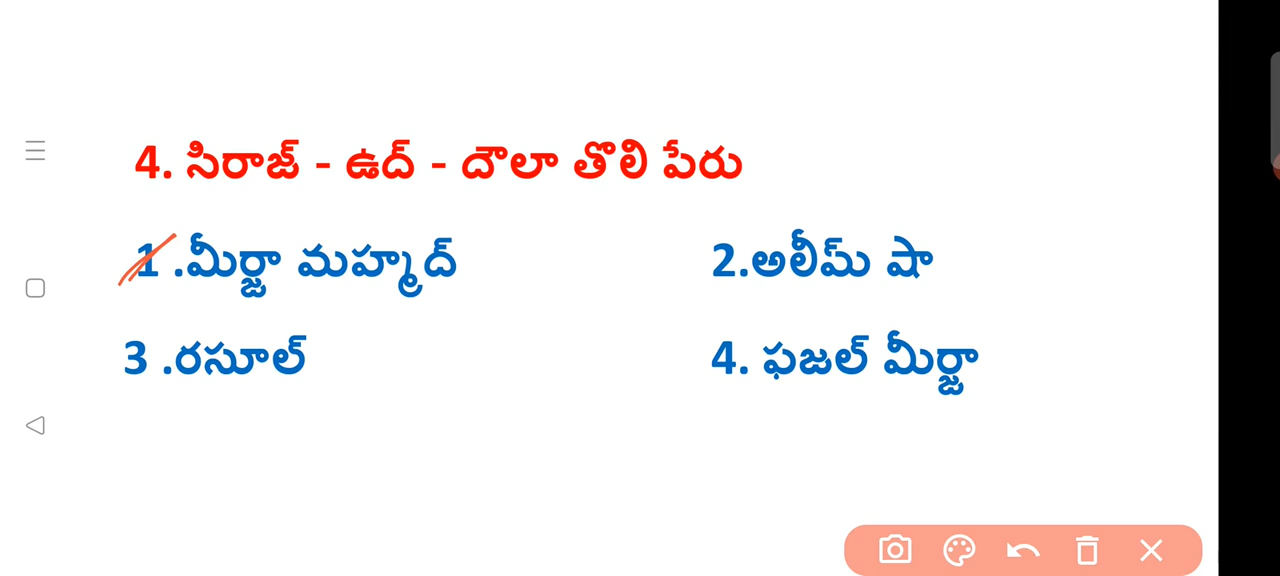 4. సిరాజ్ - ఉద్ - దౌలా తొలి పేరు
1 .మీర్జా మహ్మద్ 2.అలీమ్ షా
3 .రసూల్ 4. ఫజల్ మీర్జా